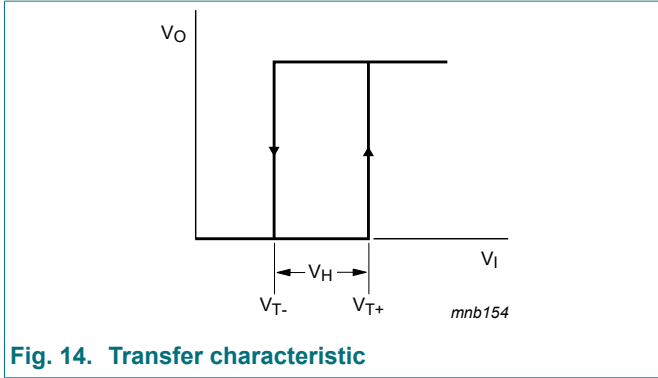 VO
VH
VI
VT- VT+
mnb154
Fig. 14. Transfer characteristic